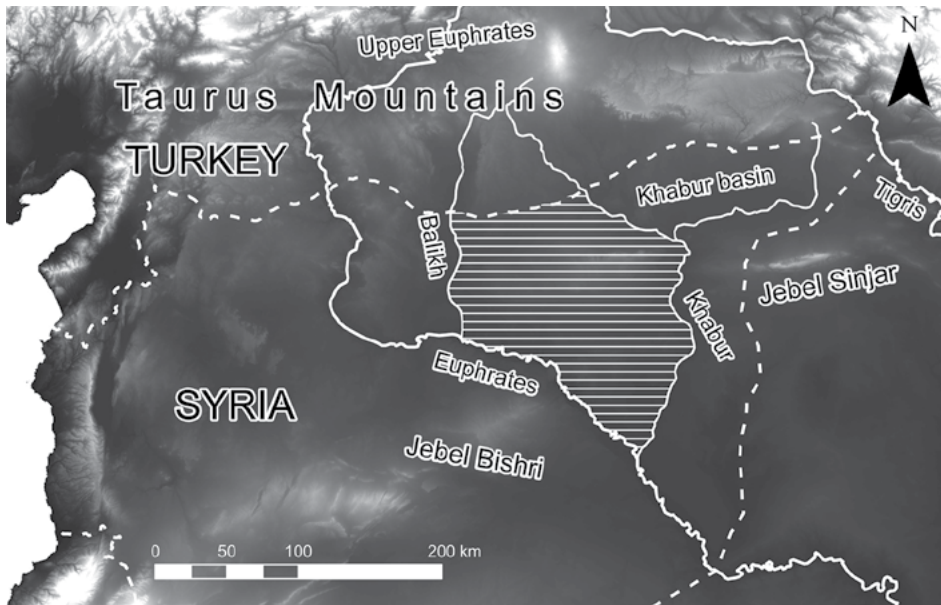 N
Upper Euphrates
Taurus Mountains
TURKEY
Khabur basin
Tigris
Balikh
Jebel Sinjar
Khabur
Euphrates
SYRIA
Jebel Bishri
0 50 100 200 km